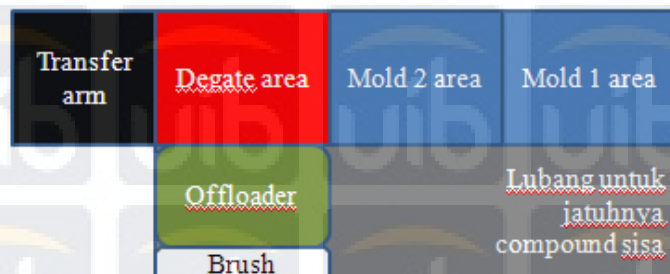 Transfer
arm
Degate area
Mold 2 area
Mold 1 area
Offloader
Lubang untuk
jatuhnya
compound sisa
Brush